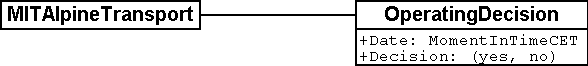 MITAlpineTransport
OperatingDecision
+Date: MomentInTimeCET
+Decision: (yes, no)